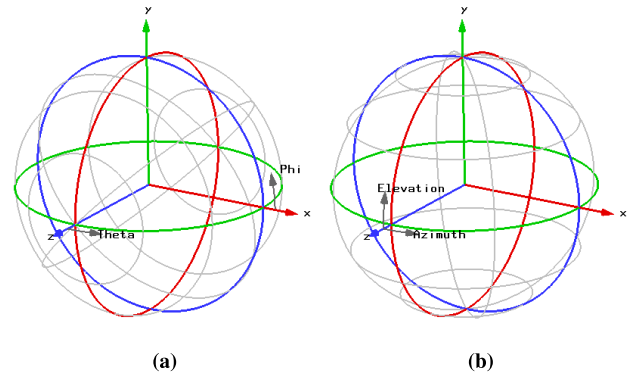 y
y
Phi
Elevation
x
x
z
Theta
z
Azimuth
(a)
(b)